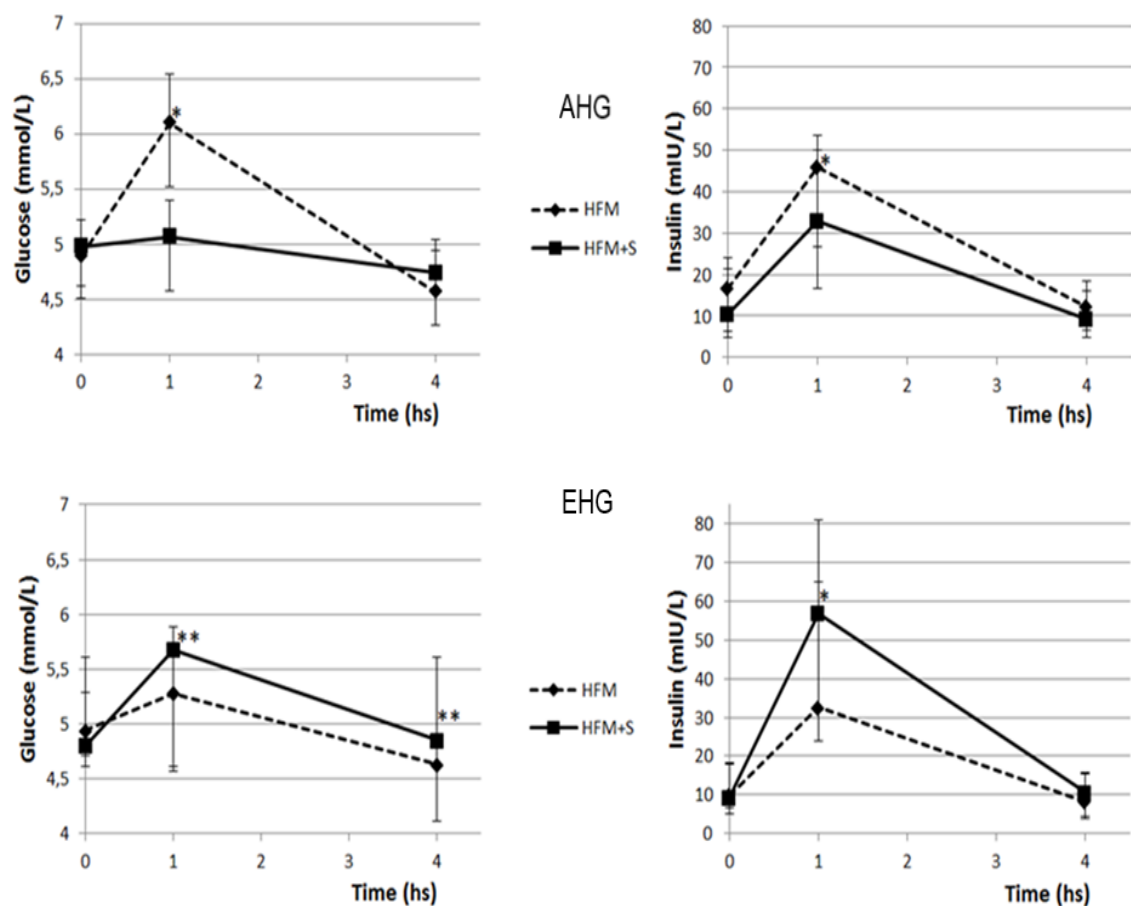 Glucose (mmol/L)
7
6,5
6
5,5
5
4,5
4
*
0 1 2 3 4
Time (hs)
AHG
HFM
HFM+S
Insulin (mIU/L)
80
70
60
50
40
30
20
10
0
*
0 1 2 3 4
Time (hs)
Glucose (mmol/L)
7
6,5
6
5,5
5
4,5
4
**
**
0 1 2 3 4
Time (hs)
EHG
HFM
HFM+S
Insulin (mIU/L)
80
70
60
50
40
30
20
10
0
*
0 1 2 3 4
Time (hs)